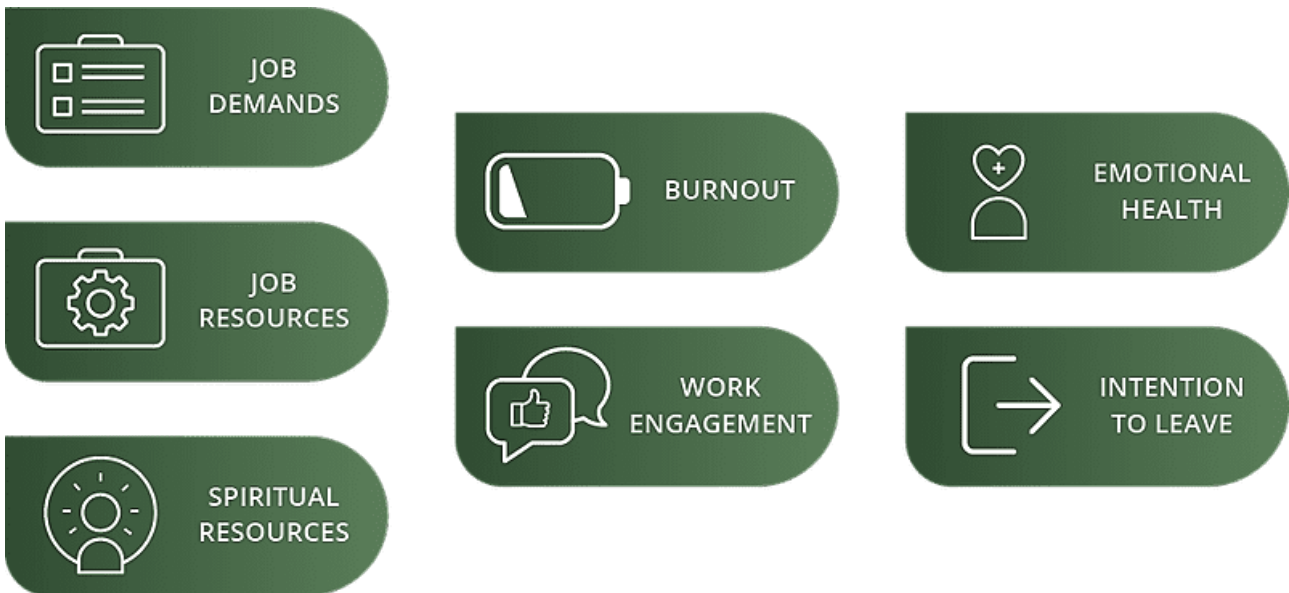 JOB
DEMANDS
JOB
RESOURCES
SPIRITUAL
RESOURCES
BURNOUT
WORK
ENGAGEMENT
EMOTIONAL
HEALTH
INTENTION
TO LEAVE